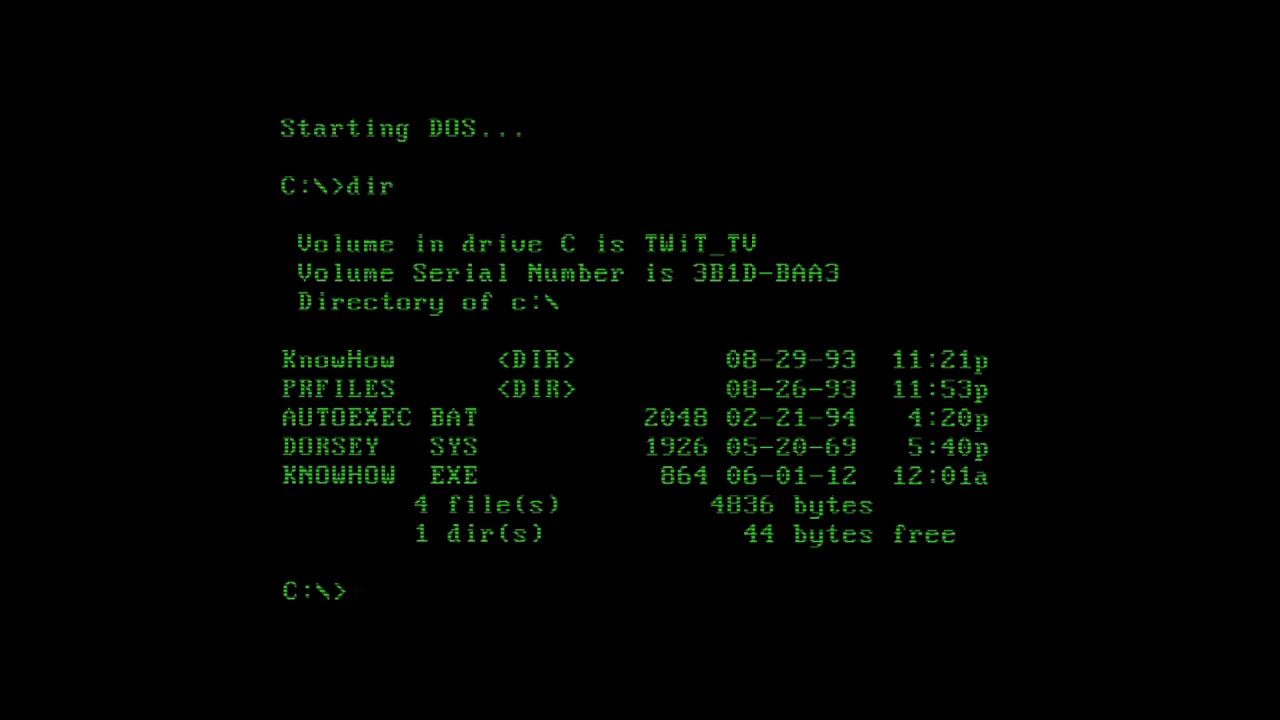 Starting DOS...
C:\>dir
Volume in drive C is TWiT_TV
Volume Serial Number is 3B1D-BAA3
Directory of c:\
KnowHow <DIR> 08-29-93 11:21p
PRFILES <DIR> 08-26-93 11:53p
AUTOEXEC BAT 2048 02-21-94 4:20p
DORSEY SYS 1926 05-20-69 5:40p
KNOWHOW EXE 864 06-01-12 12:01a
4 file(s) 4836 bytes
1 dir(s) 44 bytes free
C:\>